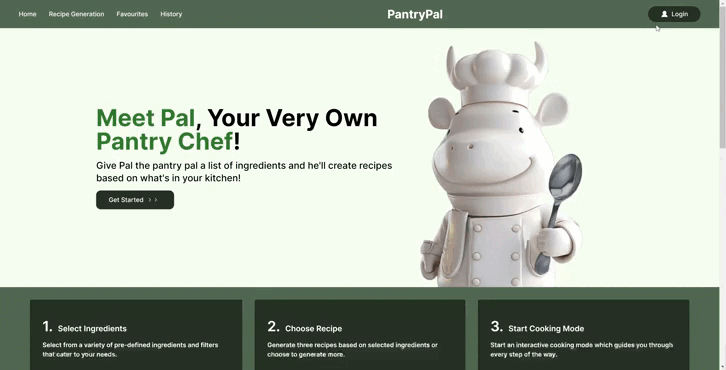 Home Recipe Generation Favourites History PantryPal Login
Meet Pal, Your Very Own
Pantry Chef!
Give Pal the pantry pal a list of ingredients and he'll create recipes
based on what's in your kitchen!
Get Started
1. Select Ingredients
Select from a variety of pre-defined ingredients and filters
that cater to your needs.
2. Choose Recipe
Generate three recipes based on selected ingredients or
choose to generate more.
3. Start Cooking Mode
Start an interactive cooking mode which guides you through
every step of the way.